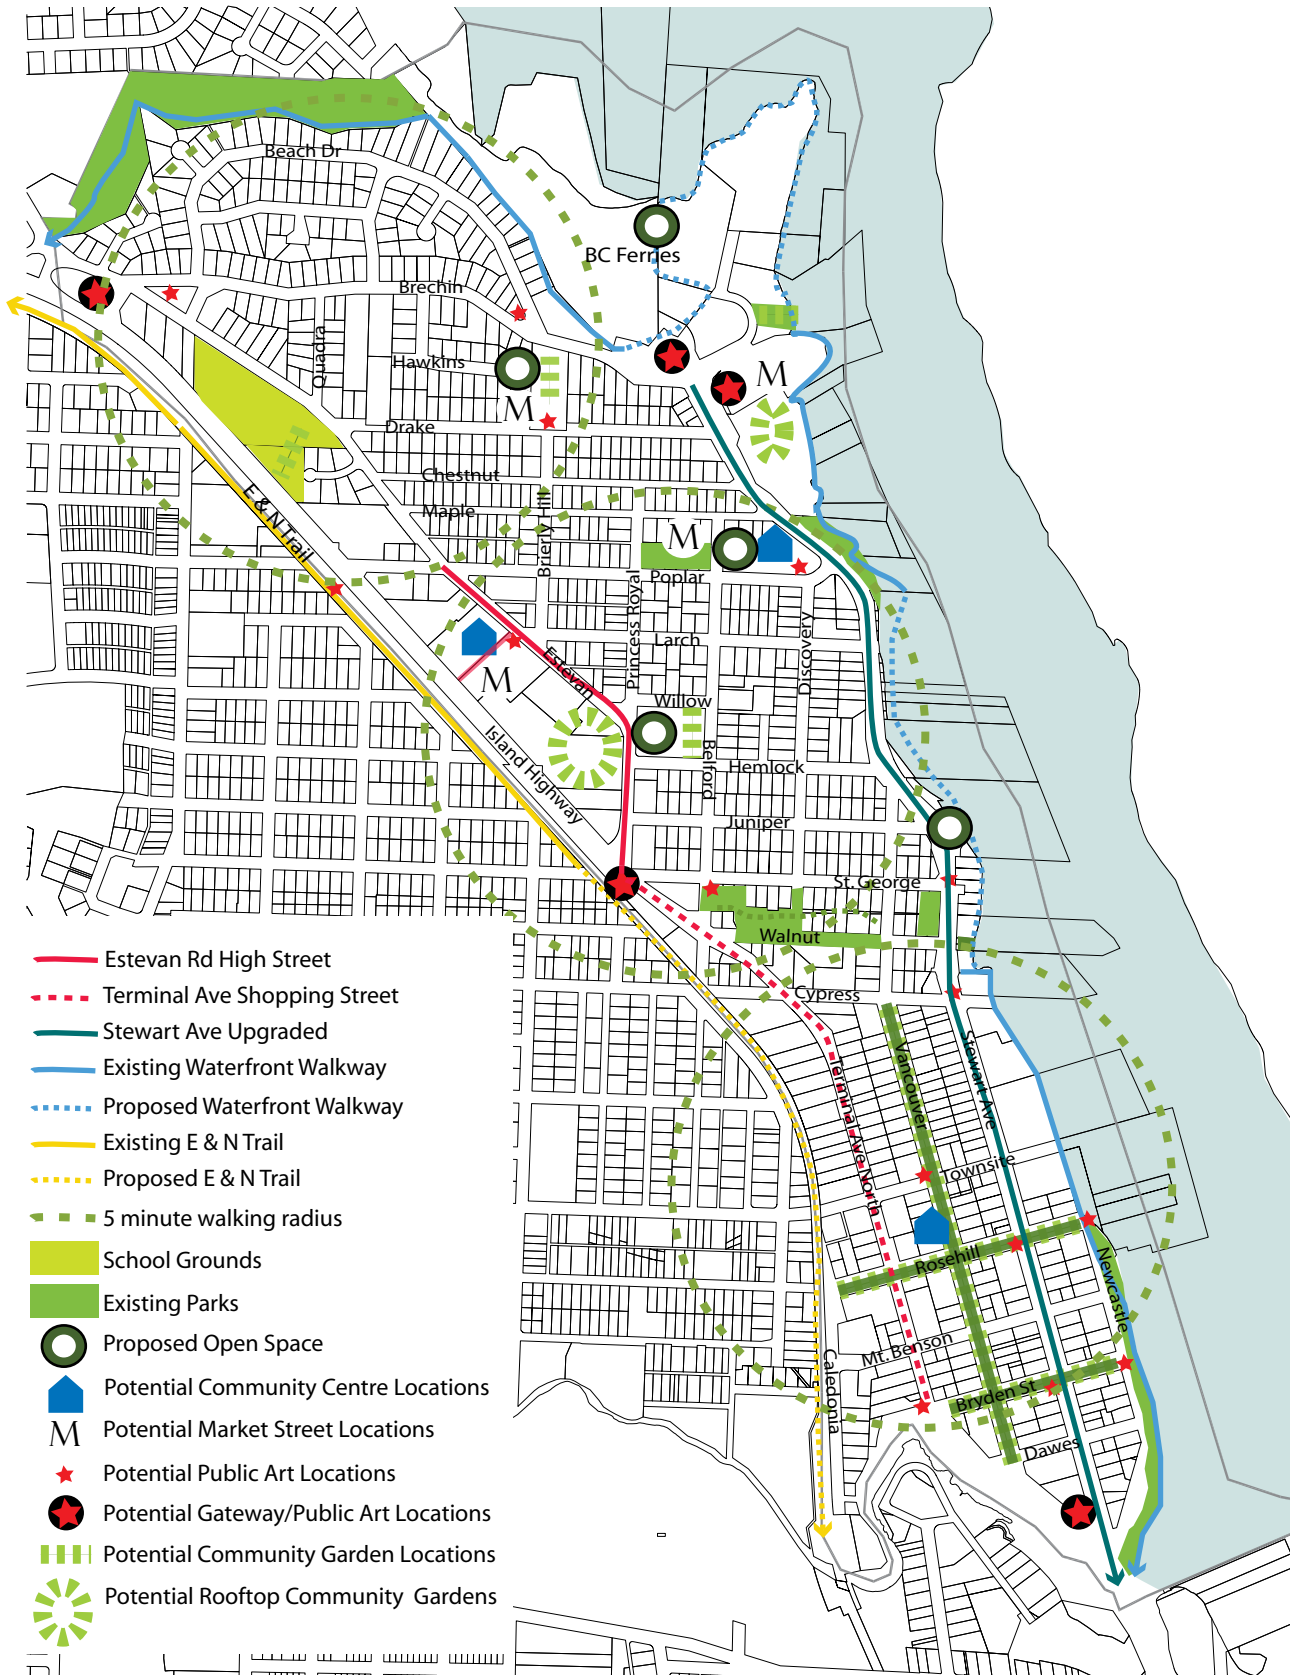 Beach Dr
BC Ferries
Brechin
Quadra
Hawkins
M
M
Drake
Chestnut
Maple
E & N Trail
Brierly Hill
M
Poplar
Princess Royal
Larch
Discovery
Estevan
M
Willow
Island Highway
Belford
Hemlock
Juniper
St. George
Walnut
Cypress
Vancouver
Stewart Ave
Terminal Ave North
Townsite
Rosehill
Newcastle
Mt. Benson
Caledonia
Bryden St
Dawes
Estevan Rd High Street
Terminal Ave Shopping Street
Stewart Ave Upgraded
Existing Waterfront Walkway
Proposed Waterfront Walkway
Existing E & N Trail
Proposed E & N Trail
5 minute walking radius
School Grounds
Existing Parks
Proposed Open Space
Potential Community Centre Locations
M Potential Market Street Locations
Potential Public Art Locations
Potential Gateway/Public Art Locations
Potential Community Garden Locations
Potential Rooftop Community Gardens